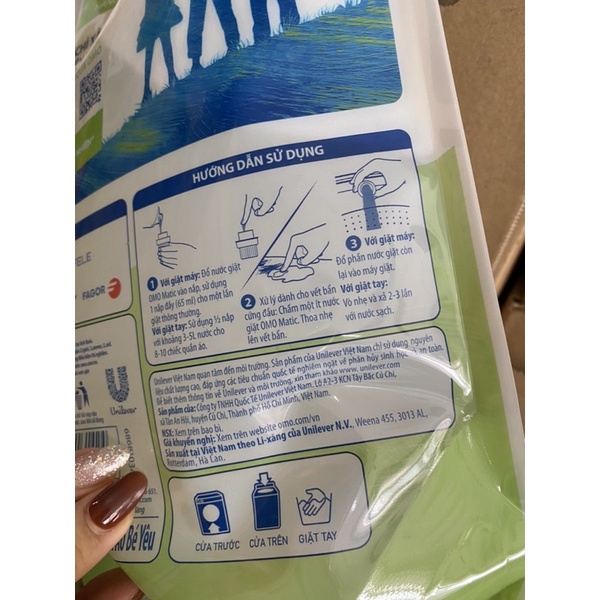 HƯỚNG DẪN SỬ DỤNG
1 Với giặt máy: Đổ nước giặt
OMO Matic vào nắp, sử dụng
1 nắp đầy (65 ml) cho một lần
giặt thông thường.
Với giặt tay: Sử dụng ½ nắp
với khoảng 3-5L nước cho
8-10 chiếc quần áo.
2 Xử lý dành cho vết bẩn
cứng đầu: Chấm một ít nước
giặt OMO Matic. Thoa nhẹ
lên vết bẩn.
3 Với giặt máy:
Đổ phần nước giặt còn
lại vào máy giặt.
Với giặt tay:
Vò nhẹ và xả 2-3 lần
với nước sạch.
FAGOR
Unilever
Unilever Việt Nam quan tâm đến môi trường. Sản phẩm của Unilever Việt Nam chỉ sử dụng nguyên
liệu chất lượng cao, đáp ứng các tiêu chuẩn quốc tế nghiêm ngặt về phân hủy sinh học và an toàn.
Để biết thêm thông tin về Unilever và môi trường, xin tham khảo www.unilever.com
Sản phẩm của: Công ty TNHH Quốc tế Unilever Việt Nam. Lô A2-3 KCN Tây Bắc Củ Chi,
xã Tân An Hội, huyện Củ Chi, Thành phố Hồ Chí Minh, Việt Nam.
NSX: Xem trên bao bì.
Giá khuyến nghị: Xem trên website omo.com/vn
Sản xuất tại Việt Nam theo Li-xăng của Unilever N.V., Weena 455, 3013 AL,
Rotterdam, Hà Lan.
CỬA TRƯỚC CỬA TRÊN GIẶT TAY
Bé Yêu